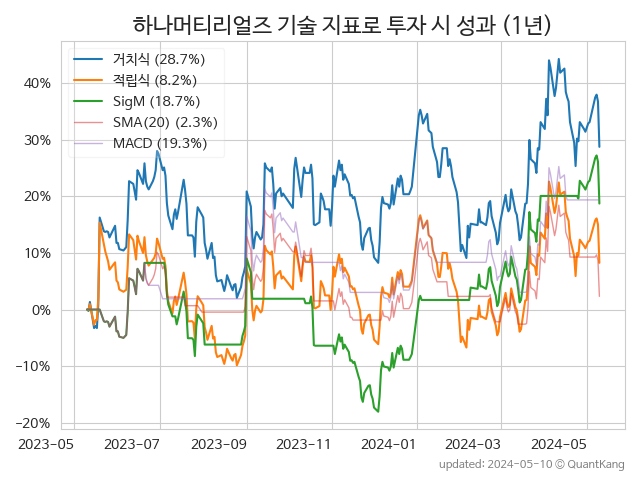 하나머티리얼즈 기술 지표로 투자 시 성과 (1년)
거치식 (28.7%)
적립식 (8.2%)
SigM (18.7%)
SMA(20) (2.3%)
MACD (19.3%)
40%
30%
20%
10%
0%
−10%
−20%
2023-05 2023-07 2023-09 2023-11 2024-01 2024-03 2024-05
updated: 2024-05-10 © QuantKang